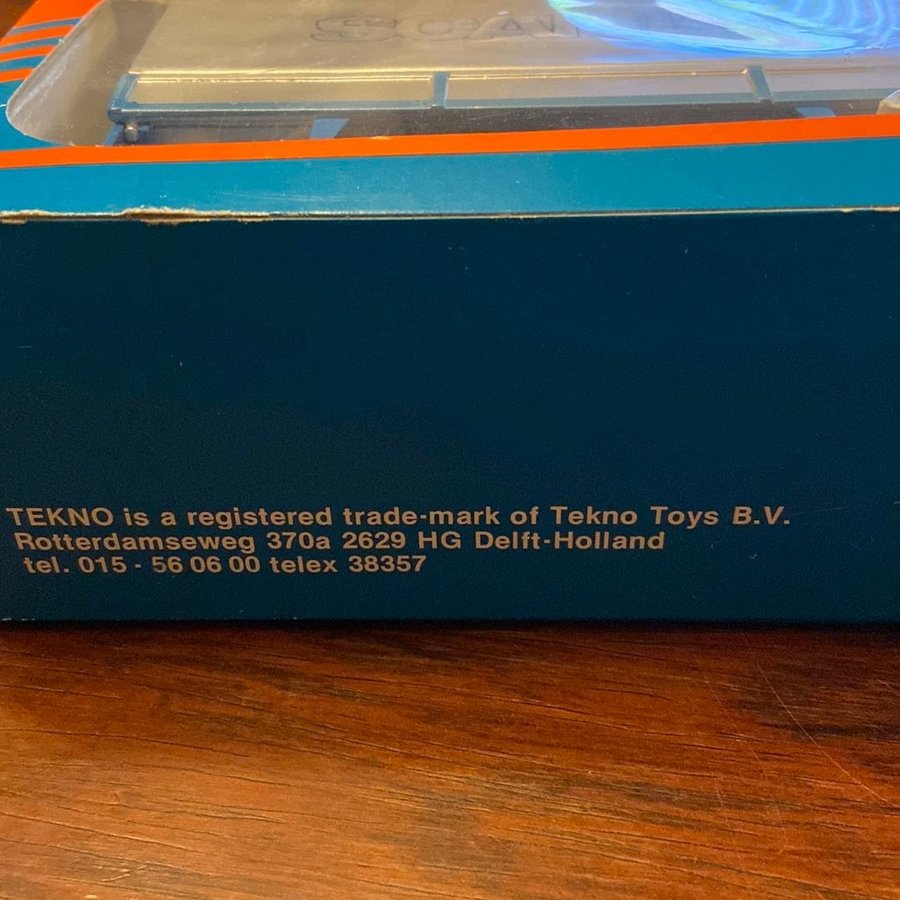 TEKNO is a registered trade-mark of Tekno Toys B.V.
Rotterdamseweg 370a 2629 HG Delft-Holland
tel. 015 - 56 06 00 telex 38357